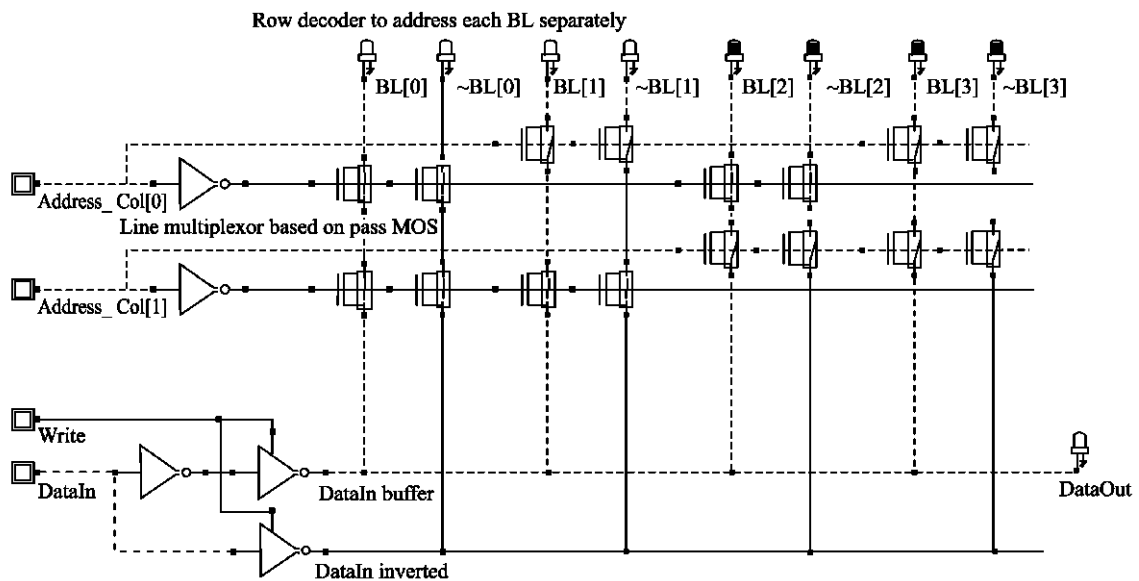 Row decoder to address each BL separately
BL[0] ~BL[0] BL[1] ~BL[1] BL[2] ~BL[2] BL[3] ~BL[3]
Address_ Col[0]
Line multiplexor based on pass MOS
Address_ Col[1]
Write
DataIn
DataIn buffer
DataOut
DataIn inverted